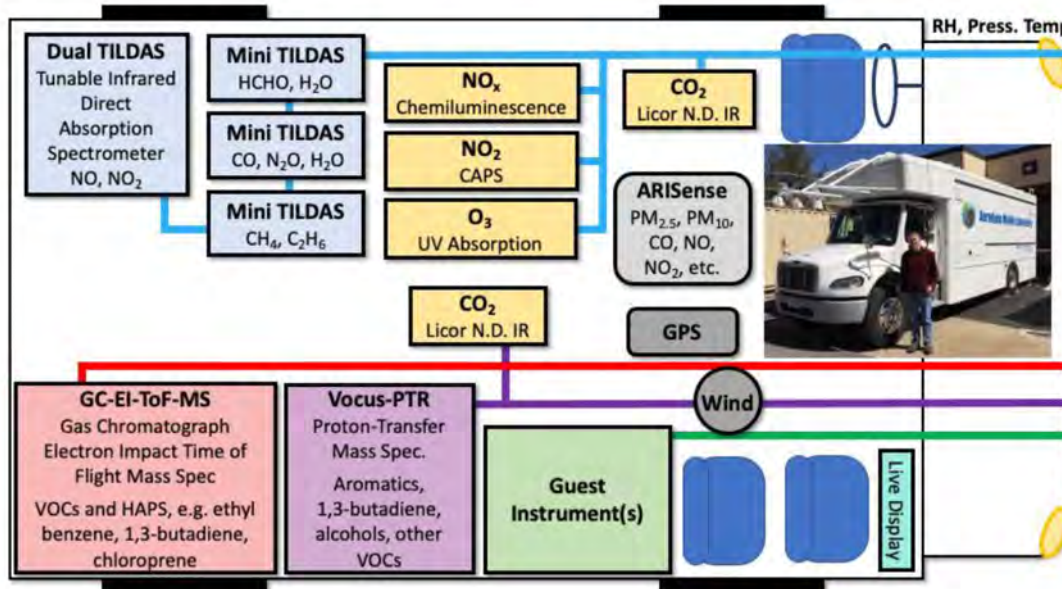 RH, Press. Temp
Dual TILDAS
Tunable Infrared
Direct
Absorption
Spectrometer
NO, NO₂
Mini TILDAS
HCHO, H₂O
Mini TILDAS
CO, N₂O, H₂O
Mini TILDAS
CH₄, C₂H₆
NOₓ
Chemiluminescence
NO₂
CAPS
O₃
UV Absorption
CO₂
Licor N.D. IR
ARISense
PM₂.₅, PM₁₀,
CO, NO,
NO₂, etc.
Aerodyne Mobile Laboratory
CO₂
Licor N.D. IR
GPS
Wind
GC-EI-ToF-MS
Gas Chromatograph
Electron Impact Time of
Flight Mass Spec
VOCs and HAPS, e.g. ethyl
benzene, 1,3-butadiene,
chloroprene
Vocus-PTR
Proton-Transfer
Mass Spec.
Aromatics,
1,3-butadiene,
alcohols, other
VOCs
Guest
Instrument(s)
Live Display